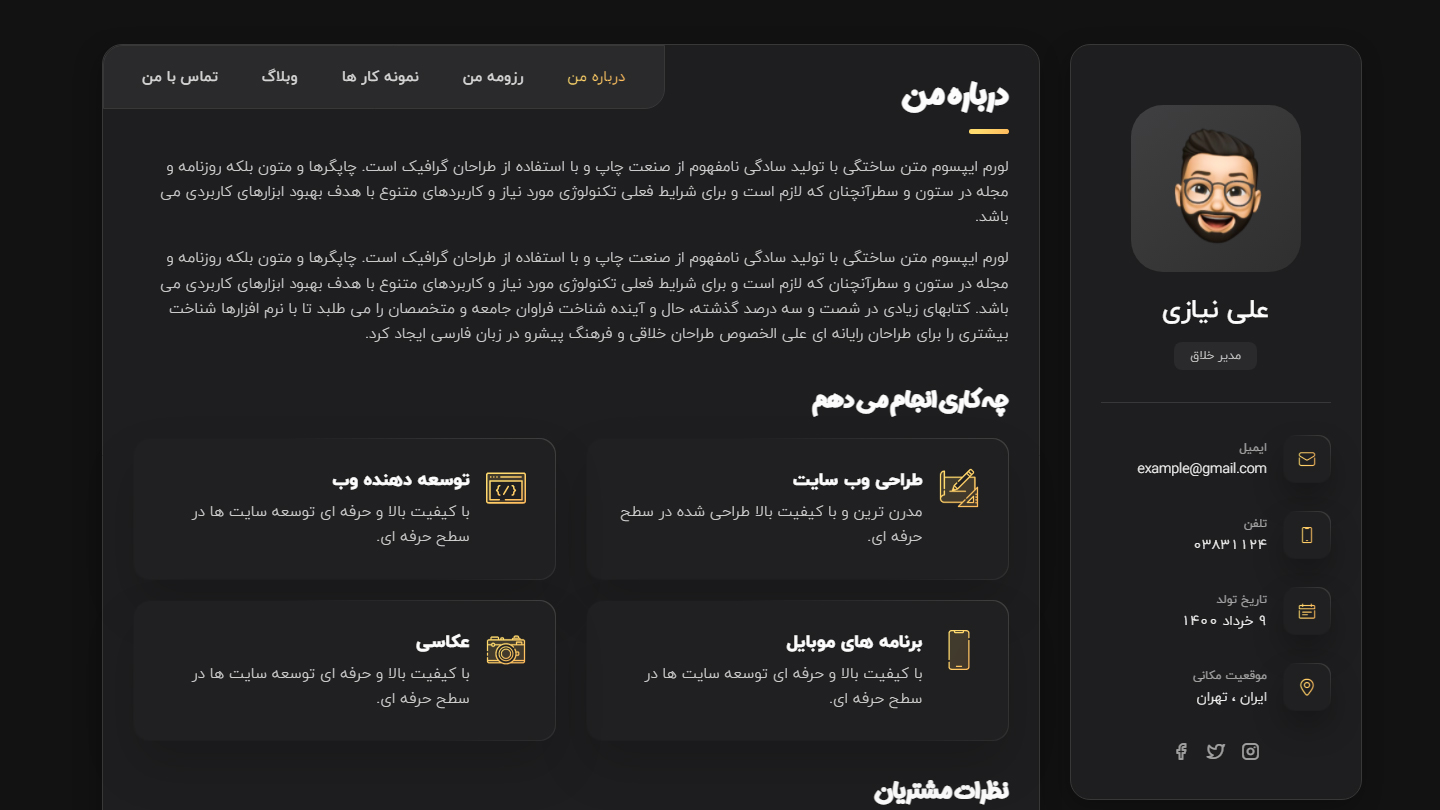 علی نیازی
مدیر خلاق
ایمیل
example@gmail.com
تلفن
۰۳۸۳۱۱۲۴
تاریخ تولد
۹ خرداد ۱۴۰۰
موقعیت مکانی
ایران ، تهران
درباره من
رزومه من
نمونه کار ها
وبلاگ
تماس با من
درباره من
لورم ایپسوم متن ساختگی با تولید سادگی نامفهوم از صنعت چاپ و با استفاده از طراحان گرافیک است. چاپگرها و متون بلکه روزنامه و
مجله در ستون و سطرآنچنان که لازم است و برای شرایط فعلی تکنولوژی مورد نیاز و کاربردهای متنوع با هدف بهبود ابزارهای کاربردی می
باشد.
لورم ایپسوم متن ساختگی با تولید سادگی نامفهوم از صنعت چاپ و با استفاده از طراحان گرافیک است. چاپگرها و متون بلکه روزنامه و
مجله در ستون و سطرآنچنان که لازم است و برای شرایط فعلی تکنولوژی مورد نیاز و کاربردهای متنوع با هدف بهبود ابزارهای کاربردی می
باشد. کتابهای زیادی در شصت و سه درصد گذشته، حال و آینده شناخت فراوان جامعه و متخصصان را می طلبد تا با نرم افزارها شناخت
بیشتری را برای طراحان رایانه ای علی الخصوص طراحان خلاقی و فرهنگ پیشرو در زبان فارسی ایجاد کرد.
چه کاری انجام می دهم
طراحی وب سایت
مدرن ترین و با کیفیت بالا طراحی شده در سطح
حرفه ای.
توسعه دهنده وب
با کیفیت بالا و حرفه ای توسعه سایت ها در
سطح حرفه ای.
برنامه های موبایل
با کیفیت بالا و حرفه ای توسعه سایت ها در
سطح حرفه ای.
عکاسی
با کیفیت بالا و حرفه ای توسعه سایت ها در
سطح حرفه ای.
نظرات مشتریان